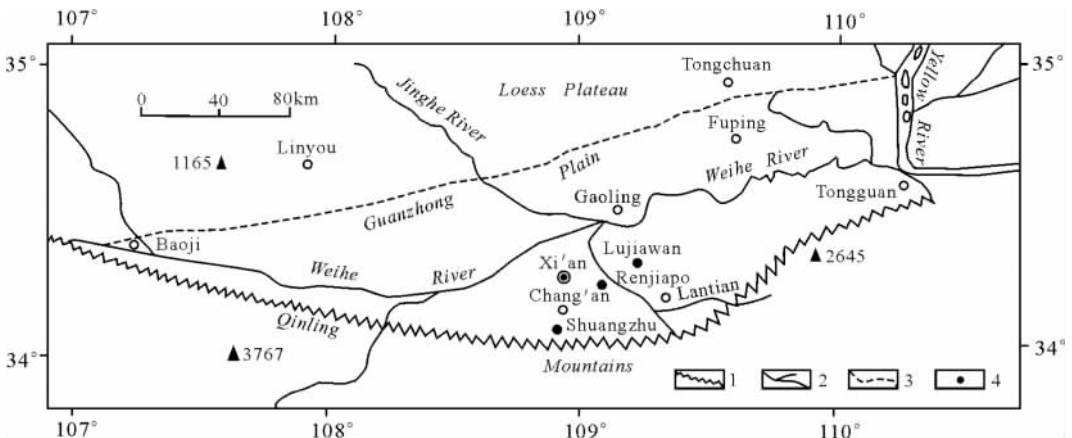 107° 108° 109° 110°
35° 35°
Yellow River
Tongchuan
Loess Plateau
Jinghe River
0 40 80km
Fuping
Linyou
1165
Plain
Weihe River
Guanzhong
Gaoling
Tongguan
Baoji
Lujiawan
2645
Weihe River
Xi'an
Renjiapo
Lantian
Chang'an
Qinling
Shuangzhu
34° 34°
3767
Mountains
1 2 3 4
107° 108° 109° 110°